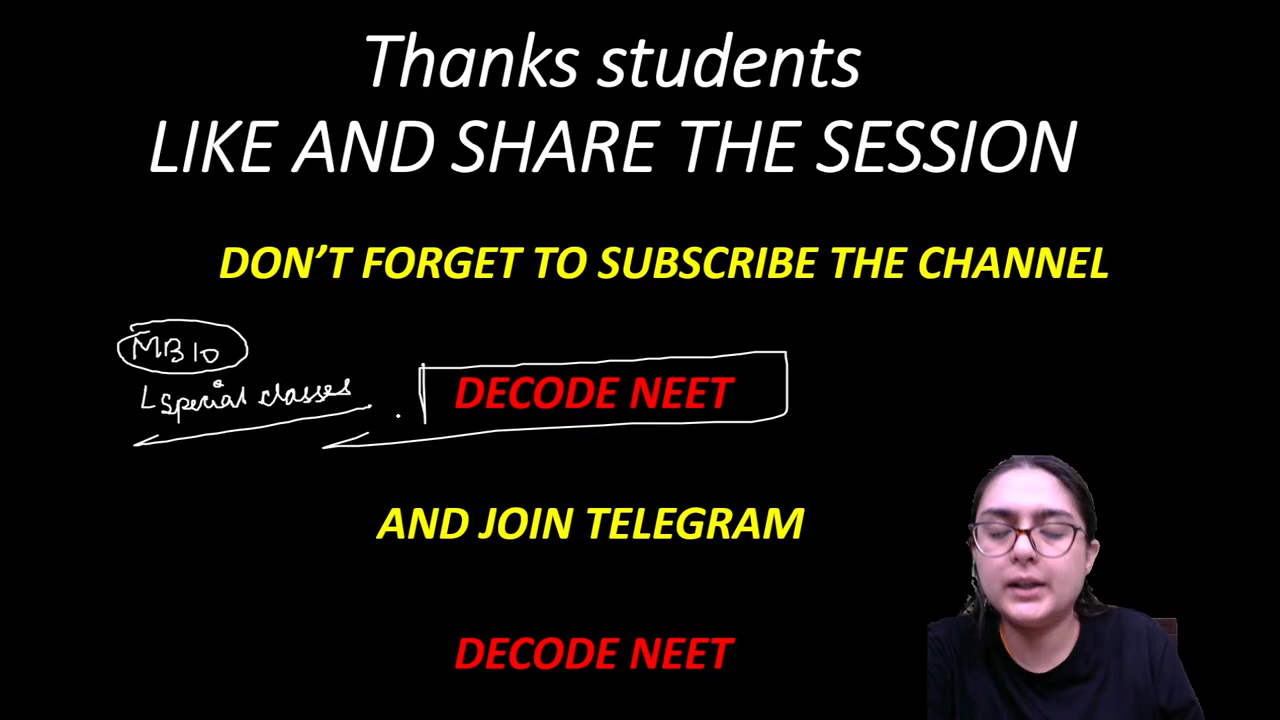 Thanks students
LIKE AND SHARE THE SESSION
DON’T FORGET TO SUBSCRIBE THE CHANNEL
MB10
Special classes
DECODE NEET
AND JOIN TELEGRAM
DECODE NEET